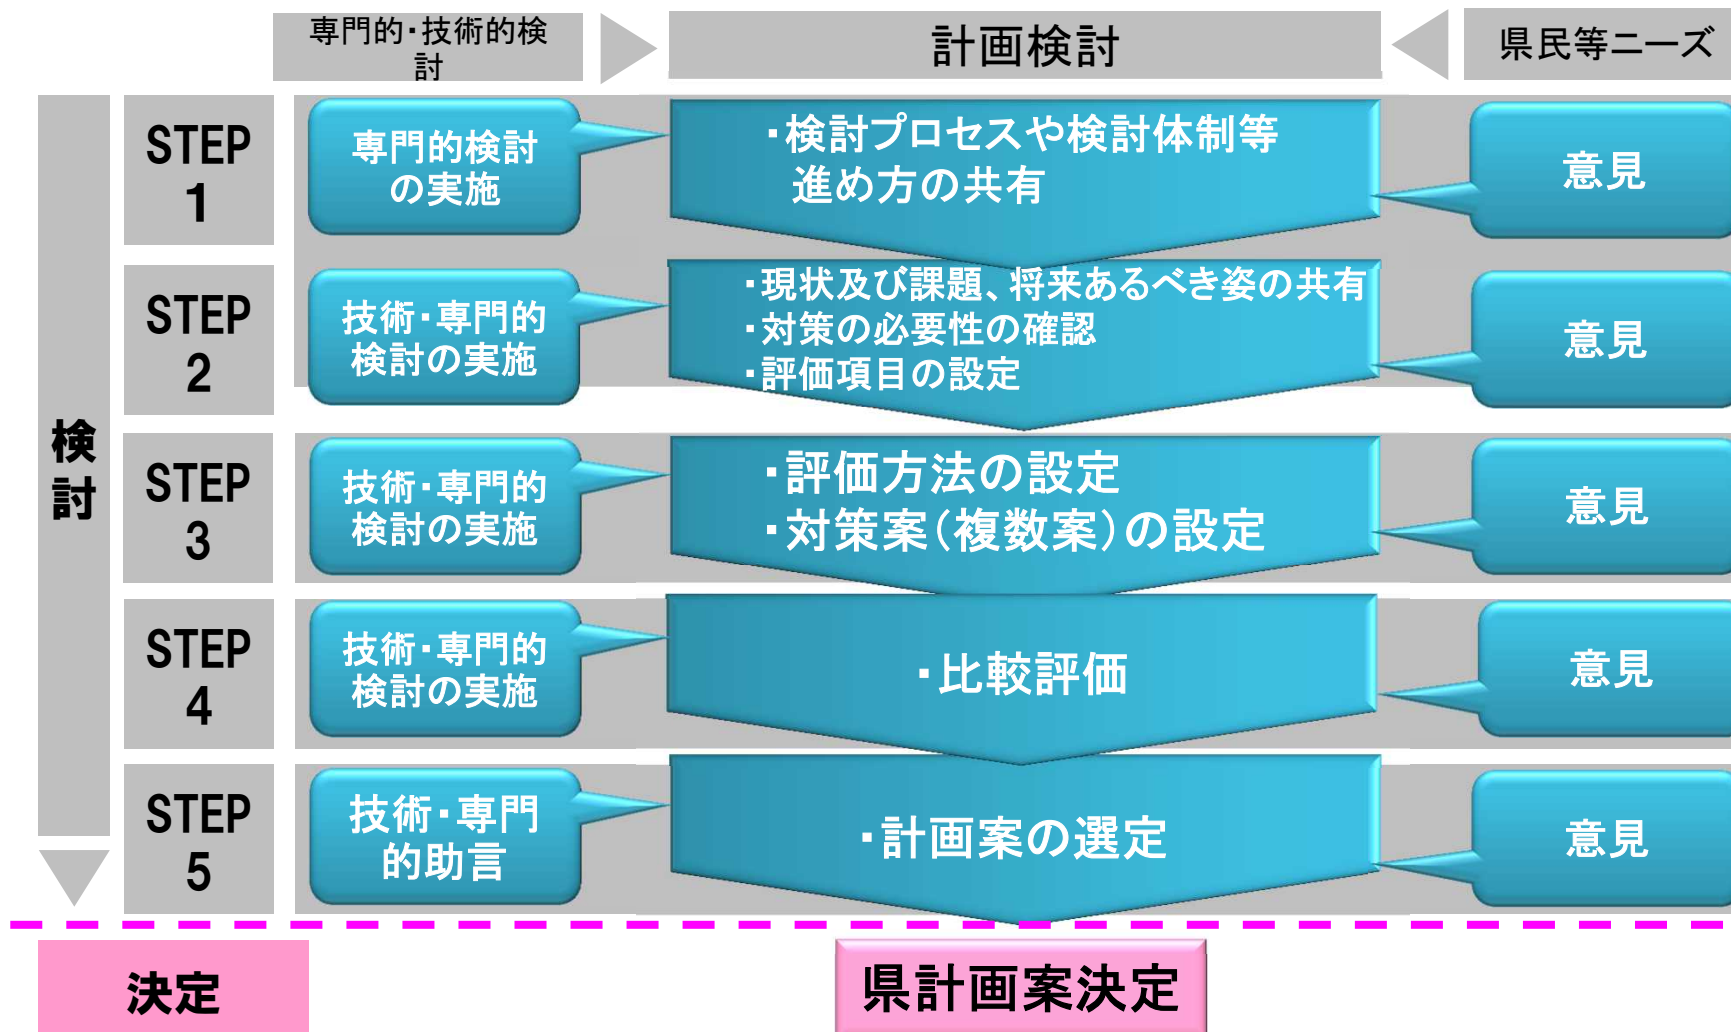 専門的・技術的検
討
計画検討
県民等ニーズ
検
討
STEP
1
専門的検討
の実施
・検討プロセスや検討体制等
進め方の共有
意見
STEP
2
技術・専門的
検討の実施
・現状及び課題、将来あるべき姿の共有
・対策の必要性の確認
・評価項目の設定
意見
STEP
3
技術・専門的
検討の実施
・評価方法の設定
・対策案（複数案）の設定
意見
STEP
4
技術・専門的
検討の実施
・比較評価
意見
STEP
5
技術・専門
的助言
・計画案の選定
意見
決定
県計画案決定